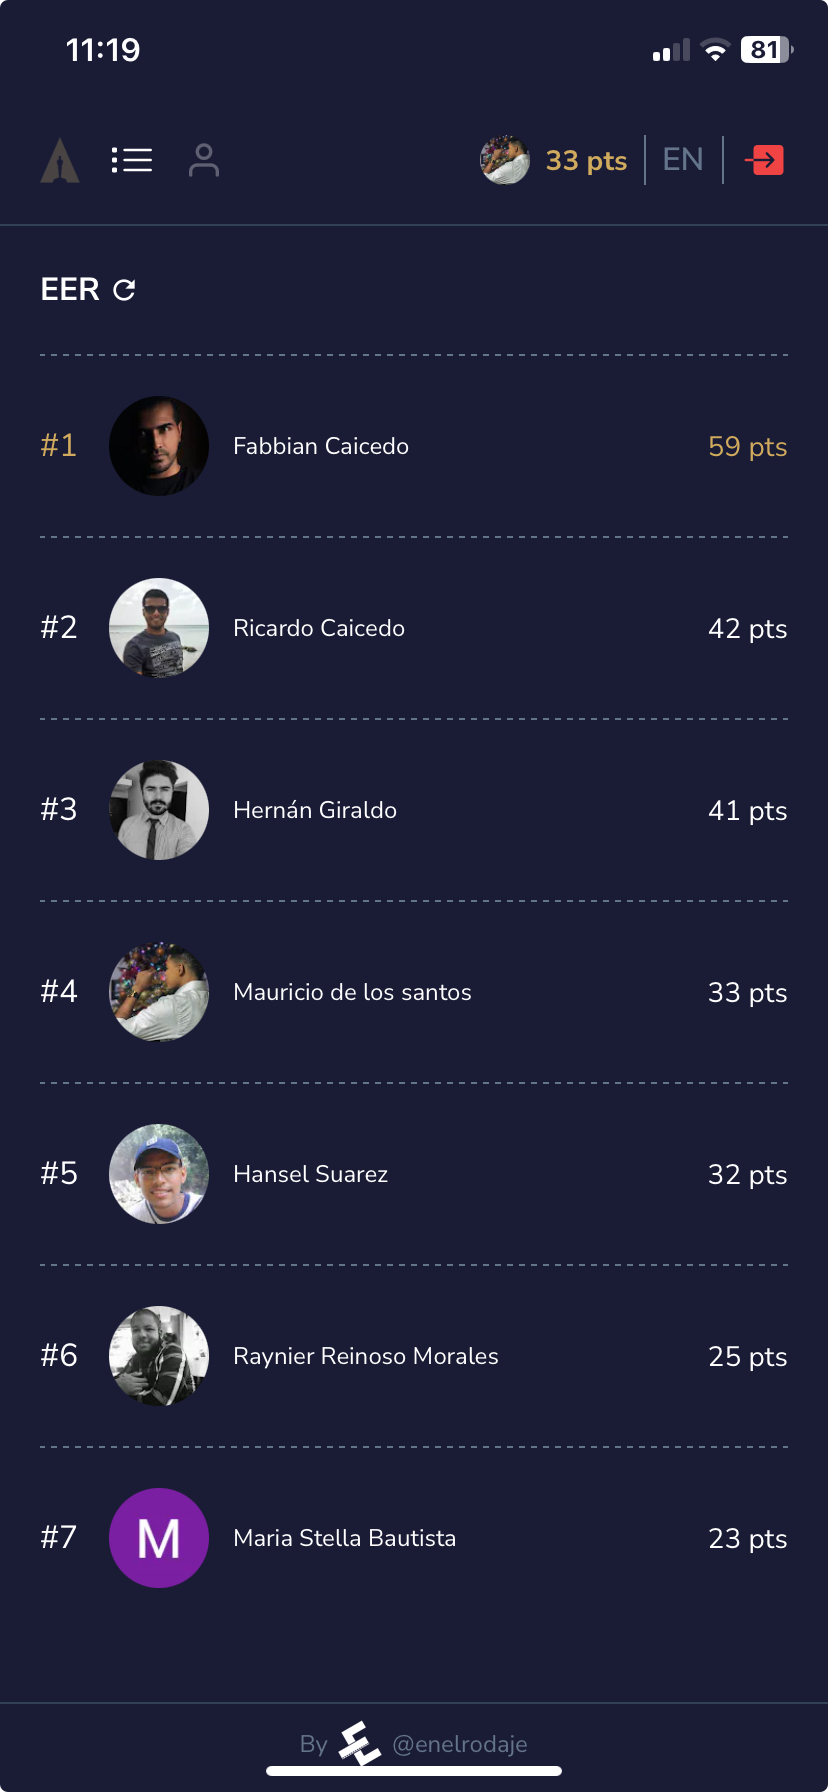 11:19
81
33 pts
EN
EER
#1 Fabbian Caicedo 59 pts
#2 Ricardo Caicedo 42 pts
#3 Hernán Giraldo 41 pts
#4 Mauricio de los santos 33 pts
#5 Hansel Suarez 32 pts
#6 Raynier Reinoso Morales 25 pts
#7 M Maria Stella Bautista 23 pts
By @enelrodaje